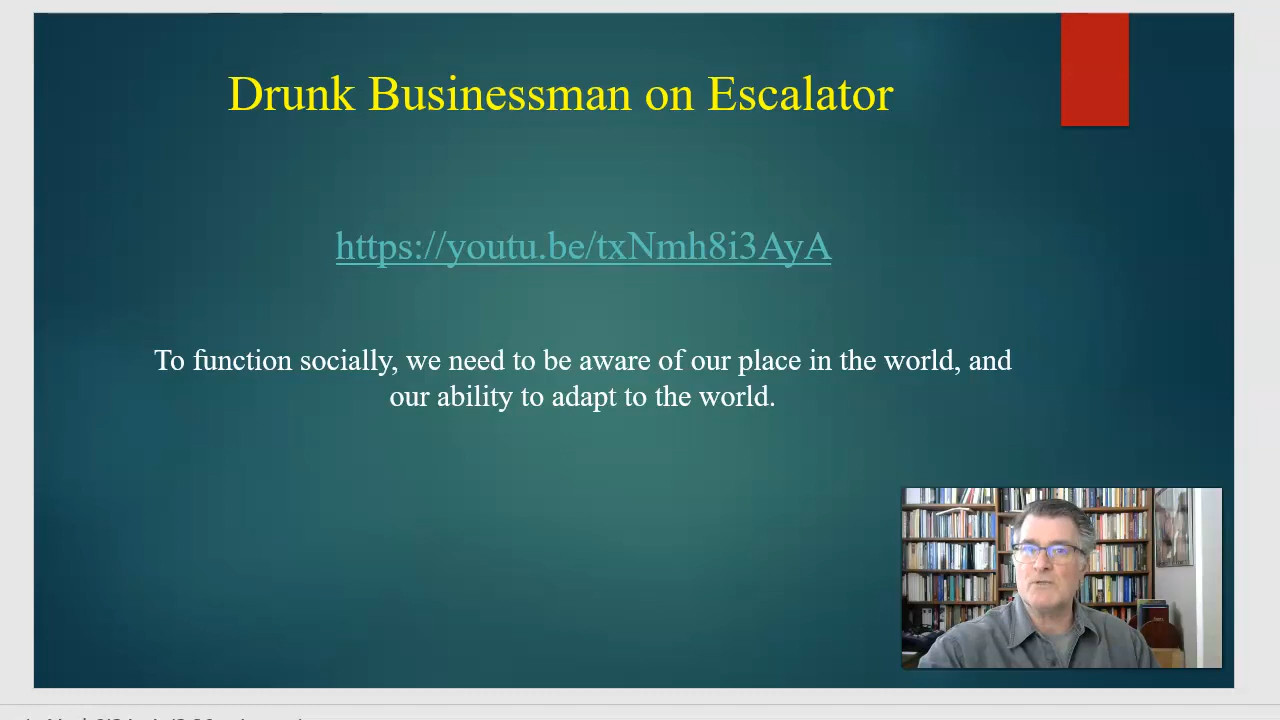 Drunk Businessman on Escalator
https://youtu.be/txNmh8i3AyA
To function socially, we need to be aware of our place in the world, and
our ability to adapt to the world.